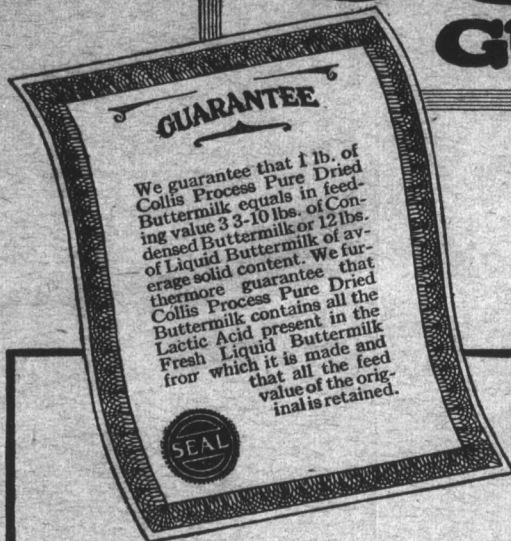 GUARANTEE
We guarantee that 1 lb. of
Collis Process Pure Dried
Buttermilk equals in feed-
ing value 3 3-10 lbs. of Con-
densed Buttermilk or 12 lbs.
of Liquid Buttermilk of av-
erage solid content. We fur-
thermore guarantee that
Collis Process Pure Dried
Buttermilk contains all the
Lactic Acid present in the
Fresh Liquid Buttermilk
from which it is made and
that all the feed
value of the orig-
inal is retained.
SEAL